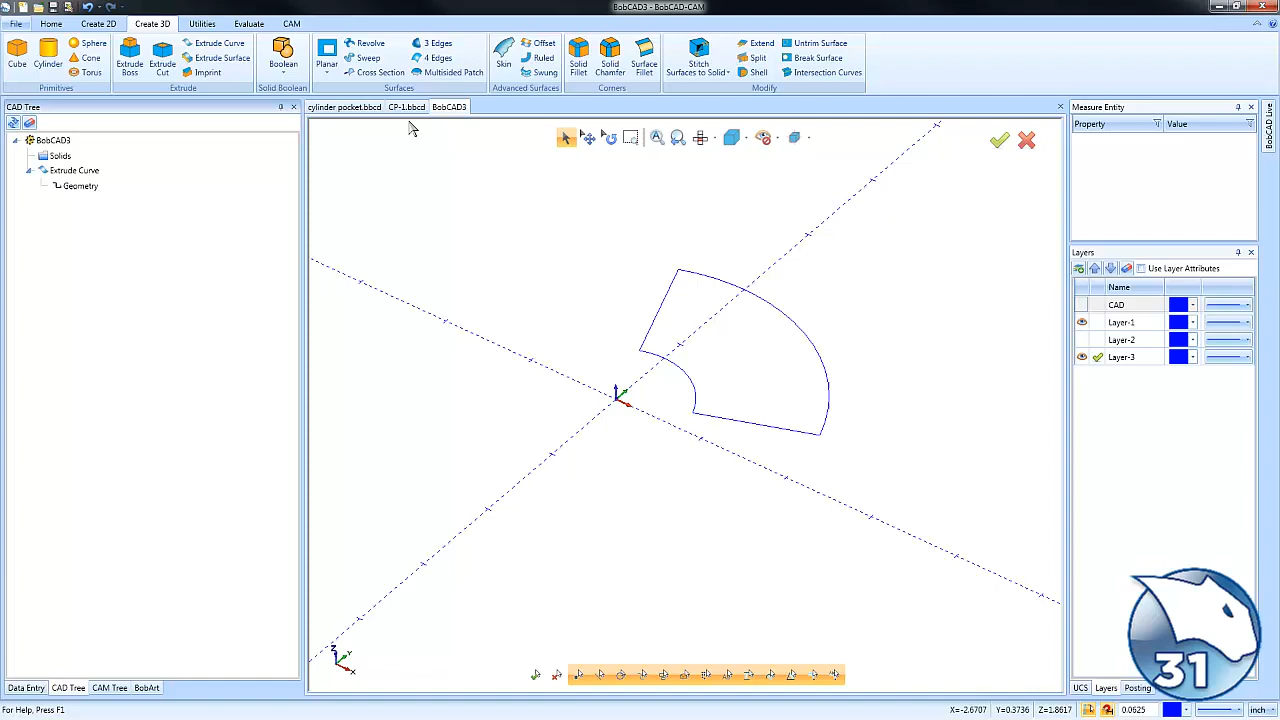 BobCAD3 - BobCAD-CAM
File Home Create 2D Create 3D Utilities Evaluate CAM
Cube Cylinder Sphere Cone Torus
Primitives
Extrude Boss Extrude Cut Extrude Curve Extrude Surface Imprint
Extrude
Boolean
Solid Boolean
Planar Revolve Sweep Cross Section 3 Edges 4 Edges Multisided Patch
Surfaces
Skin Offset Ruled Swung
Advanced Surfaces
Solid Fillet Solid Chamfer Surface Fillet
Corners
Stitch Surfaces to Solid Extend Split Shell Untrim Surface Break Surface Intersection Curves
Modify
CAD Tree
cylinder pocket.bbcd CP-1.bbcd BobCAD3
BobCAD3
Solids
Extrude Curve
Geometry
Measure Entity
Property Value
BobCAD Live
Layers
Use Layer Attributes
Name
CAD
Layer-1
Layer-2
Layer-3
Z
Y
X
31
Data Entry CAD Tree CAM Tree BobArt
UCS Layers Posting
For Help, Press F1
X=-2.6707 Y=0.3736 Z=1.8617 0.0625 inch